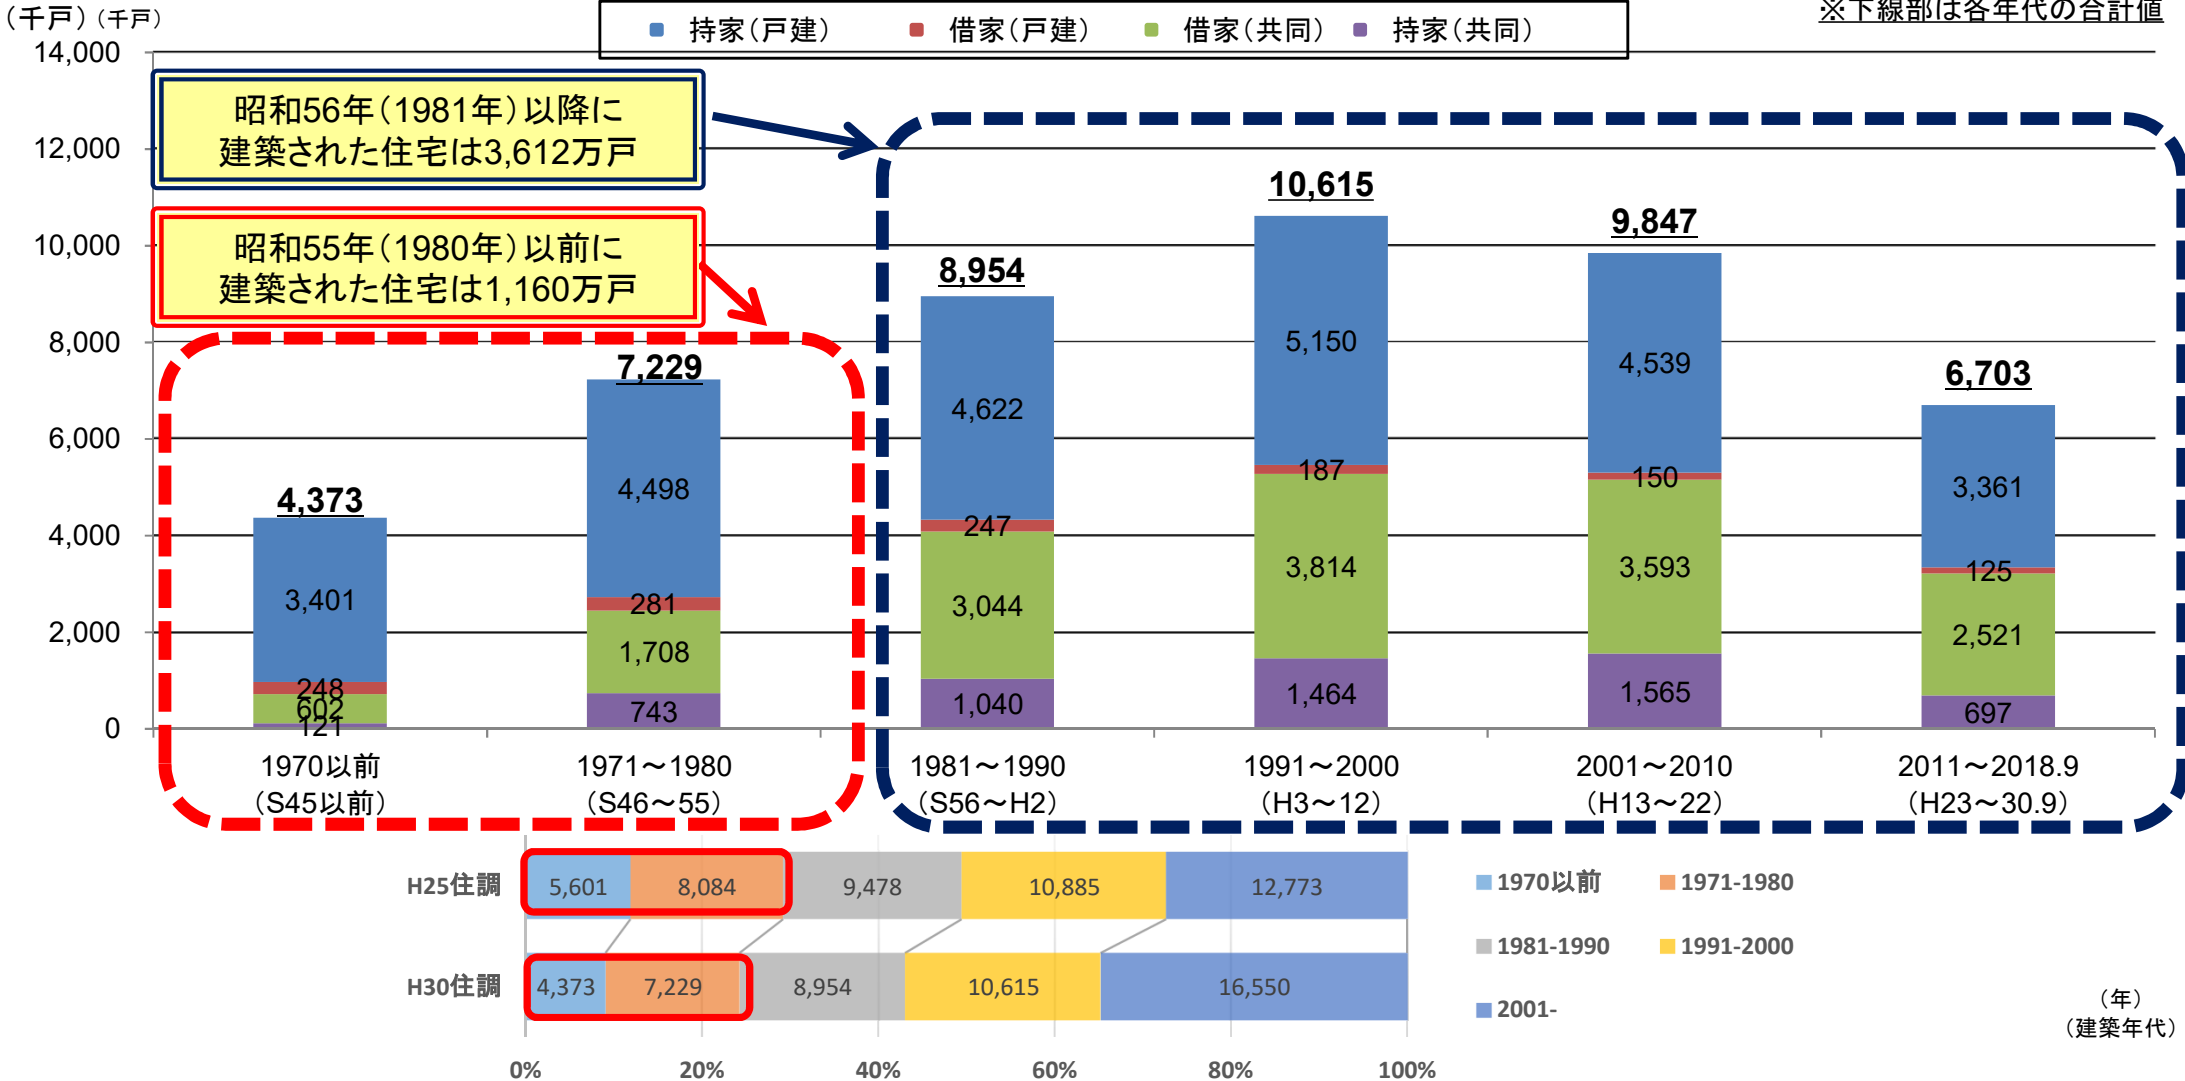 （千戸）（千戸）
持家（戸建） 借家（戸建） 借家（共同） 持家（共同）
※下線部は各年代の合計値
14,000
12,000
10,000
8,000
6,000
4,000
2,000
0
昭和56年（1981年）以降に
建築された住宅は3,612万戸
昭和55年（1980年）以前に
建築された住宅は1,160万戸
4,373
3,401
248
602
121
7,229
4,498
281
1,708
743
8,954
4,622
247
3,044
1,040
10,615
5,150
187
3,814
1,464
9,847
4,539
150
3,593
1,565
6,703
3,361
125
2,521
697
1970以前
（S45以前）
1971～1980
（S46～55）
1981～1990
（S56～H2）
1991～2000
（H3～12）
2001～2010
（H13～22）
2011～2018.9
（H23～30.9）
H25住調 5,601 8,084 9,478 10,885 12,773
H30住調 4,373 7,229 8,954 10,615 16,550
0% 20% 40% 60% 80% 100%
1970以前 1971-1980
1981-1990 1991-2000
2001-
（年）
（建築年代）